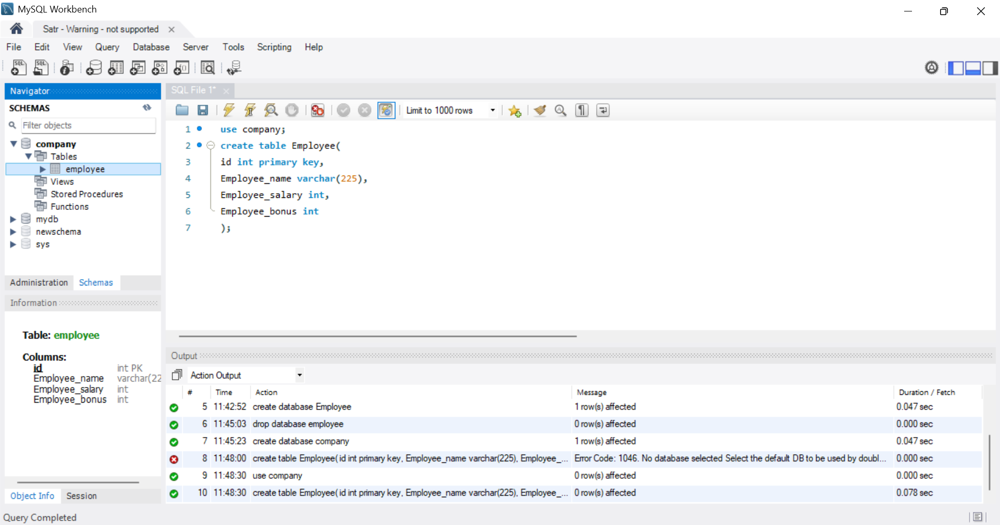 MySQL Workbench
Satr - Warning - not supported
File Edit View Query Database Server Tools Scripting Help
Navigator
SCHEMAS
Filter objects
company
Tables
employee
Views
Stored Procedures
Functions
mydb
newschema
sys
Administration Schemas
Information
Table: employee
Columns:
id int PK
Employee_name varchar(22
Employee_salary int
Employee_bonus int
Object Info Session
SQL File 1*
Limit to 1000 rows
1 use company;
2 create table Employee(
3 id int primary key,
4 Employee_name varchar(225),
5 Employee_salary int,
6 Employee_bonus int
7 );
Output
Action Output
# Time Action Message Duration / Fetch
5 11:42:52 create database Employee 1 row(s) affected 0.047 sec
6 11:45:03 drop database employee 0 row(s) affected 0.000 sec
7 11:45:23 create database company 1 row(s) affected 0.047 sec
8 11:48:00 create table Employee( id int primary key, Employee_name varchar(225), Employee_... Error Code: 1046. No database selected Select the default DB to be used by doubl... 0.000 sec
9 11:48:30 use company 0 row(s) affected 0.000 sec
10 11:48:30 create table Employee( id int primary key, Employee_name varchar(225), Employee_... 0 row(s) affected 0.078 sec
Query Completed